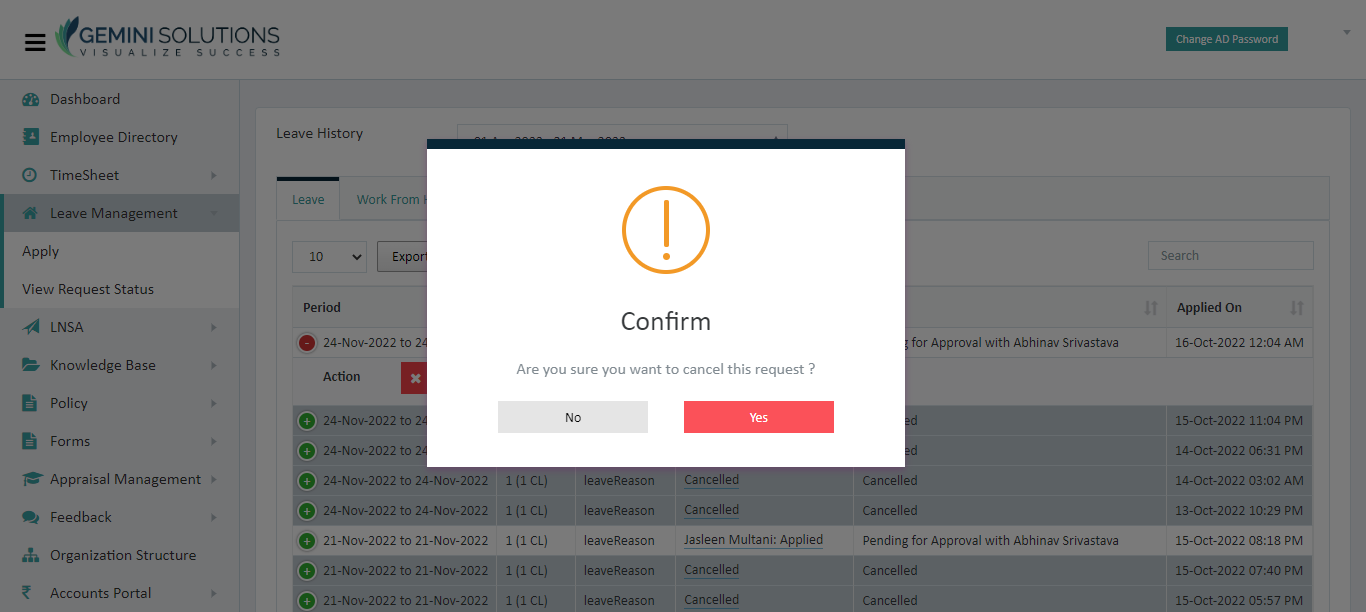 GEMINI SOLUTIONS
VISUALIZE SUCCESS
Change AD Password
Dashboard
Employee Directory
TimeSheet
Leave Management
Apply
View Request Status
LNSA
Knowledge Base
Policy
Forms
Appraisal Management
Feedback
Organization Structure
Accounts Portal
Leave History
Leave
Work From
10
Export
Search
Period
Applied On
24-Nov-2022 to 24
g for Approval with Abhinav Srivastava
16-Oct-2022 12:04 AM
Action
Confirm
Are you sure you want to cancel this request ?
No
Yes
24-Nov-2022 to 24
ed
15-Oct-2022 11:04 PM
24-Nov-2022 to 24
ed
14-Oct-2022 06:31 PM
24-Nov-2022 to 24-Nov-2022 1 (1 CL) leaveReason Cancelled Cancelled 14-Oct-2022 03:02 AM
24-Nov-2022 to 24-Nov-2022 1 (1 CL) leaveReason Cancelled Cancelled 13-Oct-2022 10:29 PM
21-Nov-2022 to 21-Nov-2022 1 (1 CL) leaveReason Jasleen Multani: Applied Pending for Approval with Abhinav Srivastava 15-Oct-2022 08:18 PM
21-Nov-2022 to 21-Nov-2022 1 (1 CL) leaveReason Cancelled Cancelled 15-Oct-2022 07:40 PM
21-Nov-2022 to 21-Nov-2022 1 (1 CL) leaveReason Cancelled Cancelled 15-Oct-2022 05:57 PM